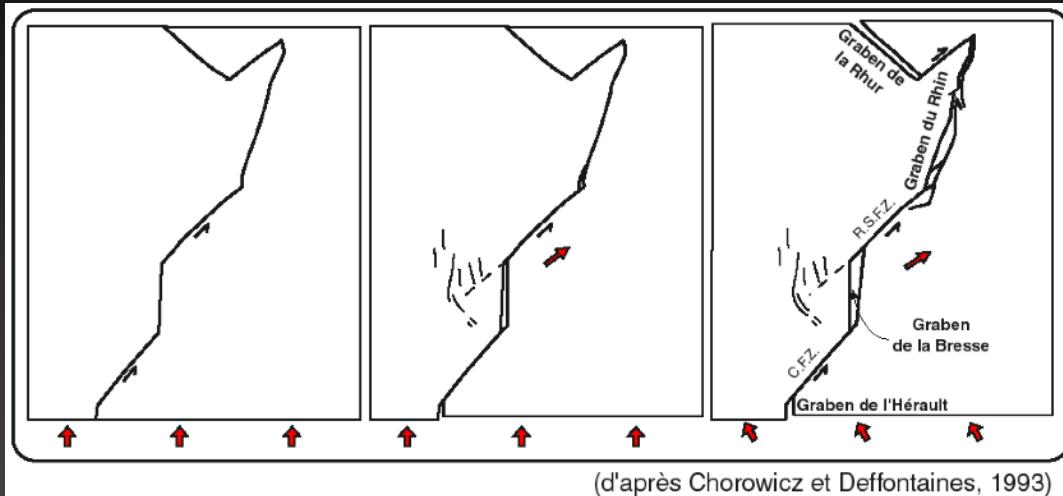 Graben de
la Rhur
Graben du Rhin
R.S.F.Z.
Graben
de la Bresse
C.F.Z.
Graben de l'Hérault
(d'après Chorowicz et Deffontaines, 1993)